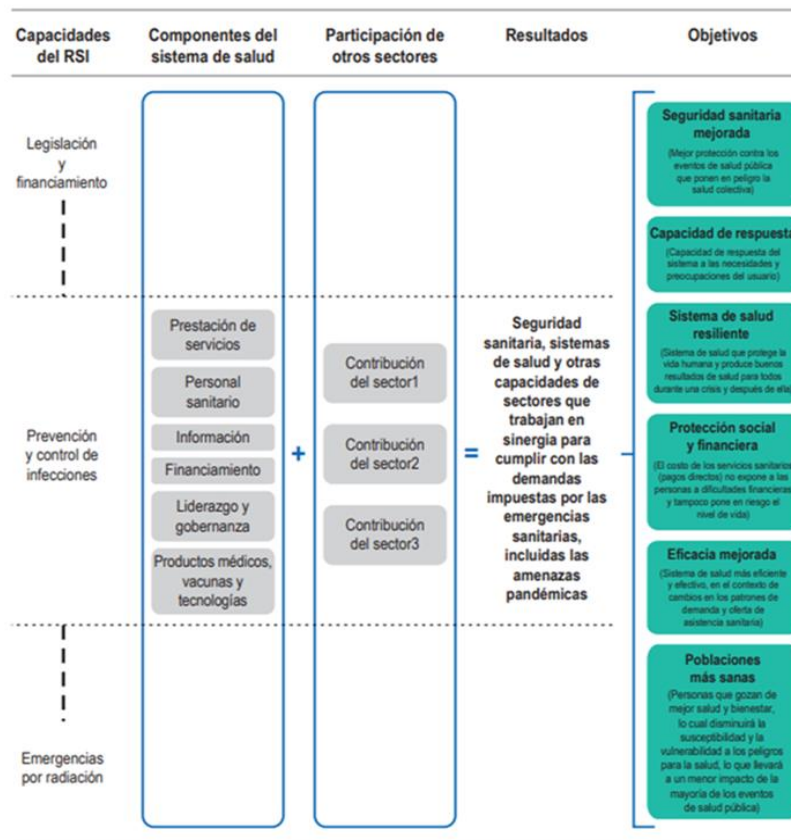 Capacidades
del RSI
Componentes del
sistema de salud
Participación de
otros sectores
Resultados
Objetivos
Legislación
y
financiamiento
Prevención
y control de
infecciones
Emergencias
por radiación
Prestación de
servicios
Personal
sanitario
Información
Financiamiento
Liderazgo y
gobernanza
Productos médicos,
vacunas y
tecnologías
+
Contribución
del sector1
Contribución
del sector2
Contribución
del sector3
=
Seguridad
sanitaria, sistemas
de salud y otras
capacidades de
sectores que
trabajan en
sinergia para
cumplir con las
demandas
impuestas por las
emergencias
sanitarias,
incluidas las
amenazas
pandémicas
Seguridad sanitaria
mejorada
(Mejor protección contra los
eventos de salud pública
que ponen en peligro la
salud colectiva)
Capacidad de respuesta
(Capacidad de respuesta del
sistema a las necesidades y
preocupaciones del usuario)
Sistema de salud
resiliente
(Sistema de salud que protege la
vida humana y produce buenos
resultados de salud para todos
durante una crisis y después de ella)
Protección social
y financiera
(El costo de los servicios sanitarios
(pagos directos) no expone a las
personas a dificultades financieras
y tampoco pone en riesgo el
nivel de vida)
Eficacia mejorada
(Sistema de salud más eficiente
y efectivo, en el contexto de
cambios en los patrones de
demanda y oferta de
asistencia sanitaria)
Poblaciones
más sanas
(Personas que gozan de
mejor salud y bienestar,
lo cual disminuirá la
susceptibilidad y la
vulnerabilidad a los peligros
para la salud, lo que llevará
a un menor impacto de la
mayoría de los eventos
de salud pública)